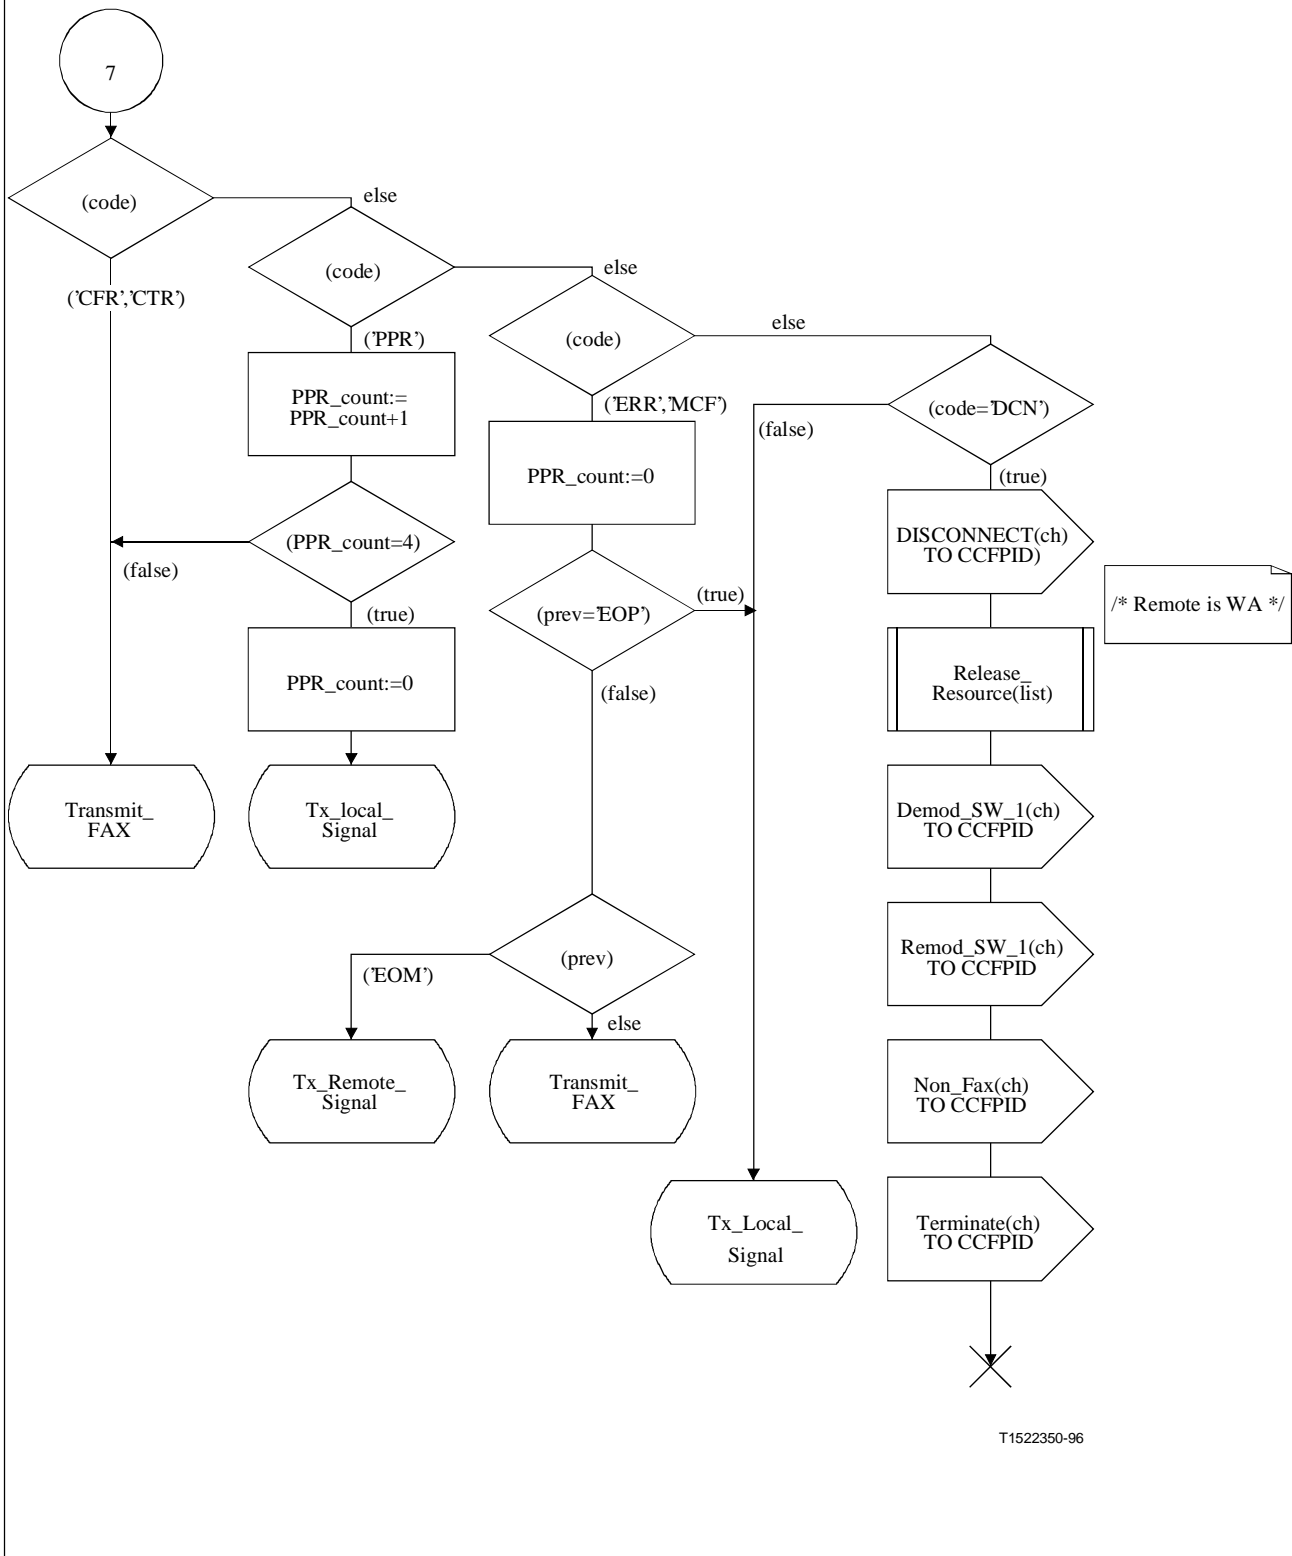 7
(code)
else
(code)
else
('CFR','CTR')
('PPR')
(code)
else
PPR_count:=
PPR_count+1
('ERR','MCF')
(code='DCN')
(false)
(true)
PPR_count:=0
(PPR_count=4)
(false)
(true)
DISCONNECT(ch)
TO CCFPID)
/* Remote is WA */
(prev='EOP')
(true)
(false)
PPR_count:=0
Release_
Resource(list)
Transmit_
FAX
Tx_local_
Signal
Demod_SW_1(ch)
TO CCFPID
(prev)
('EOM')
else
Remod_SW_1(ch)
TO CCFPID
Tx_Remote_
Signal
Transmit_
FAX
Non_Fax(ch)
TO CCFPID
Tx_Local_
Signal
Terminate(ch)
TO CCFPID
T1522350-96